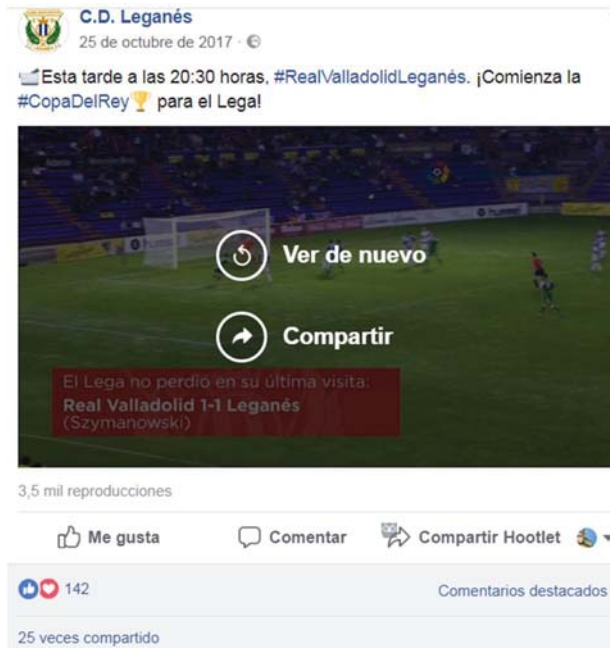 C.D. Leganés
25 de octubre de 2017
Esta tarde a las 20:30 horas, #RealValladolidLeganés. ¡Comienza la
#CopaDelRey para el Lega!
Ver de nuevo
Compartir
El Lega no perdió en su última visita:
Real Valladolid 1-1 Leganés
(Szymanowski)
3,5 mil reproducciones
Me gusta Comentar Compartir Hootlet
142 Comentarios destacados
25 veces compartido